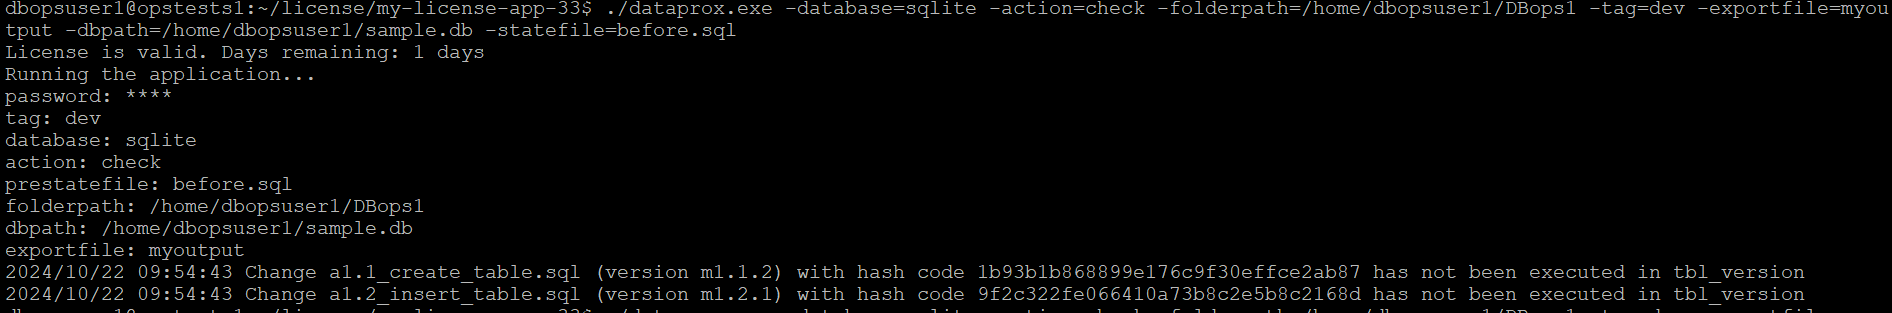 dbopsuser1@opstests1:~/license/my-license-app-33$ ./dataprox.exe -database=sqlite -action=check -folderpath=/home/dbopsuser1/DBops1 -tag=dev -exportfile=myou
tput -dbpath=/home/dbopsuser1/sample.db -statefile=before.sql
License is valid. Days remaining: 1 days
Running the application...
password: ****
tag: dev
database: sqlite
action: check
prestatefile: before.sql
folderpath: /home/dbopsuser1/DBops1
dbpath: /home/dbopsuser1/sample.db
exportfile: myoutput
2024/10/22 09:54:43 Change a1.1_create_table.sql (version m1.1.2) with hash code 1b93b1b868899e176c9f30effce2ab87 has not been executed in tbl_version
2024/10/22 09:54:43 Change a1.2_insert_table.sql (version m1.2.1) with hash code 9f2c322fe066410a73b8c2e5b8c2168d has not been executed in tbl_version